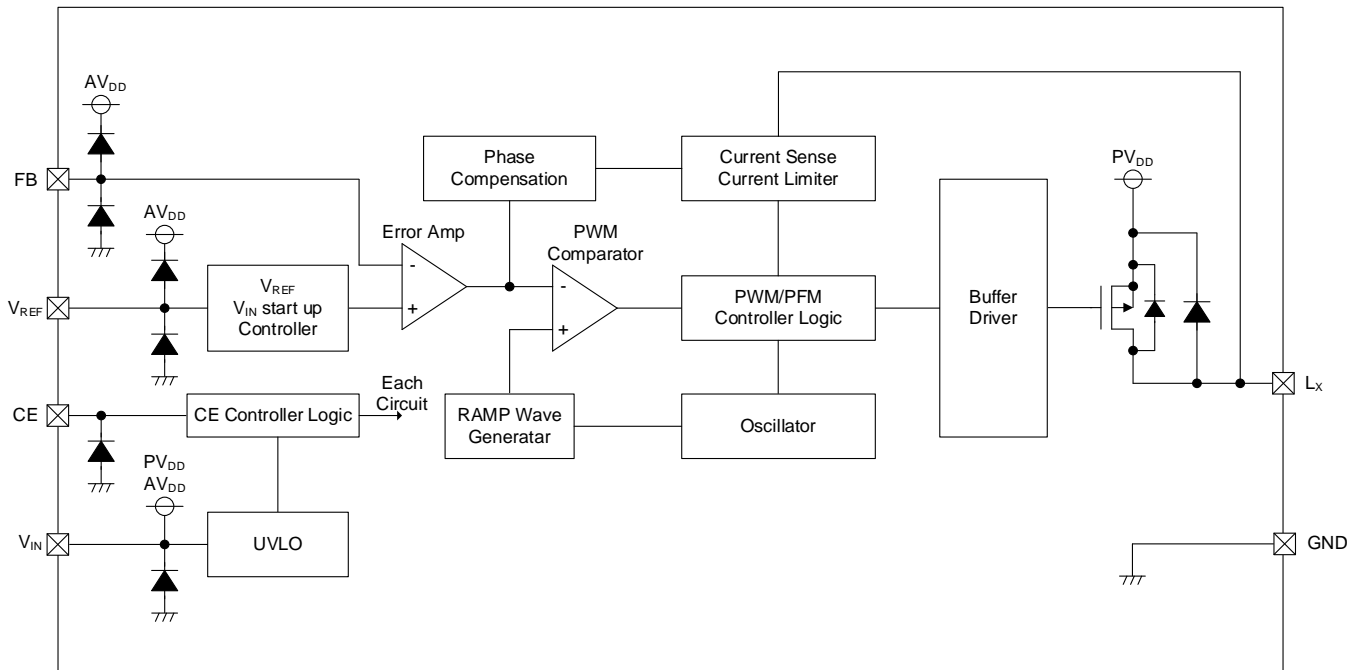 AVDD
FB
Phase
Compensation
Current Sense
Current Limiter
PVDD
AVDD
Error Amp
PWM
Comparator
-
+
-
+
VREF
VREF
VIN start up
Controller
PWM/PFM
Controller Logic
Buffer
Driver
LX
CE
CE Controller Logic
Each
Circuit
RAMP Wave
Generatar
Oscillator
PVDD
AVDD
VIN
UVLO
GND